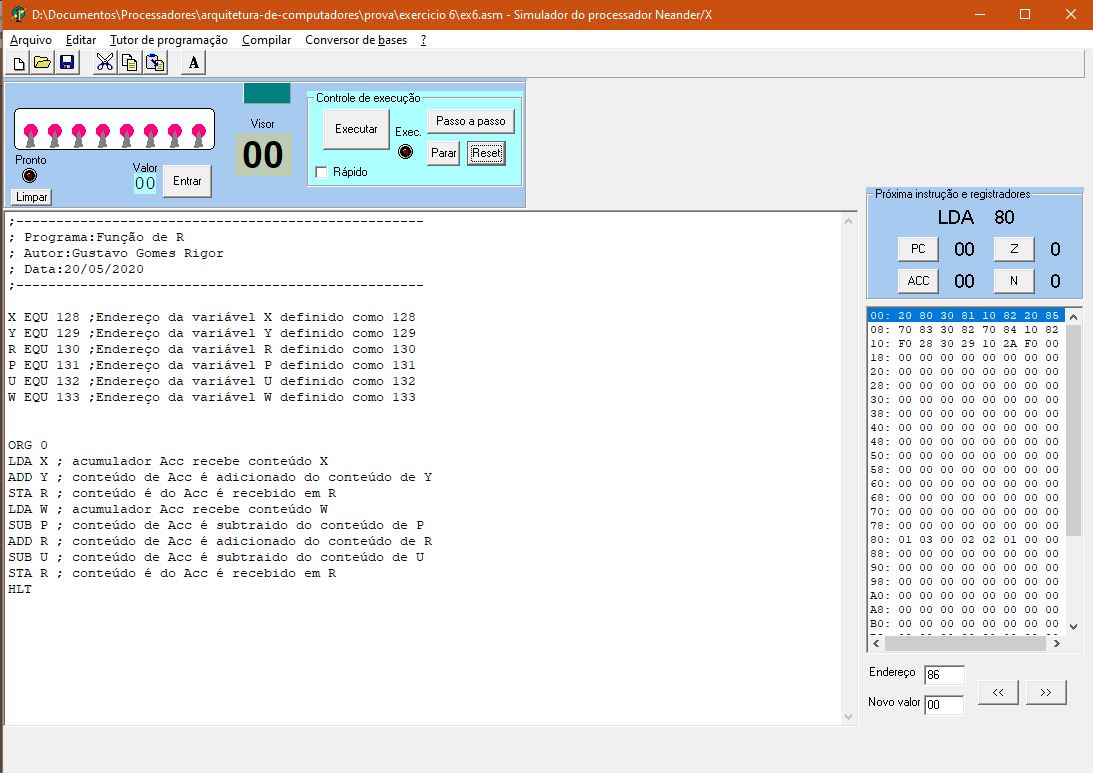 D:\Documentos\Processadores\arquitetura-de-computadores\prova\exercicio 6\ex6.asm - Simulador do processador Neander/X
Arquivo Editar Tutor de programação Compilar Conversor de bases ?
A
Pronto
Limpar
Valor
00
Entrar
Visor
00
Controle de execução
Executar
Exec.
Passo a passo
Parar
Reset
Rápido
;---------------------------------------------------
; Programa:Função de R
; Autor:Gustavo Gomes Rigor
; Data:20/05/2020
;---------------------------------------------------
X EQU 128 ;Endereço da variável X definido como 128
Y EQU 129 ;Endereço da variável Y definido como 129
R EQU 130 ;Endereço da variável R definido como 130
P EQU 131 ;Endereço da variável P definido como 131
U EQU 132 ;Endereço da variável U definido como 132
W EQU 133 ;Endereço da variável W definido como 133
ORG 0
LDA X ; acumulador Acc recebe conteúdo X
ADD Y ; conteúdo de Acc é adicionado do conteúdo de Y
STA R ; conteúdo é do Acc é recebido em R
LDA W ; acumulador Acc recebe conteúdo W
SUB P ; conteúdo de Acc é subtraido do conteúdo de P
ADD R ; conteúdo de Acc é adicionado do conteúdo de R
SUB U ; conteúdo de Acc é subtraido do conteúdo de U
STA R ; conteúdo é do Acc é recebido em R
HLT
Próxima instrução e registradores
LDA 80
PC 00 Z 0
ACC 00 N 0
00: 20 80 30 81 10 82 20 85
08: 70 83 30 82 70 84 10 82
10: F0 28 30 29 10 2A F0 00
18: 00 00 00 00 00 00 00 00
20: 00 00 00 00 00 00 00 00
28: 00 00 00 00 00 00 00 00
30: 00 00 00 00 00 00 00 00
38: 00 00 00 00 00 00 00 00
40: 00 00 00 00 00 00 00 00
48: 00 00 00 00 00 00 00 00
50: 00 00 00 00 00 00 00 00
58: 00 00 00 00 00 00 00 00
60: 00 00 00 00 00 00 00 00
68: 00 00 00 00 00 00 00 00
70: 00 00 00 00 00 00 00 00
78: 00 00 00 00 00 00 00 00
80: 01 03 00 02 02 01 00 00
88: 00 00 00 00 00 00 00 00
90: 00 00 00 00 00 00 00 00
98: 00 00 00 00 00 00 00 00
A0: 00 00 00 00 00 00 00 00
A8: 00 00 00 00 00 00 00 00
B0: 00 00 00 00 00 00 00 00
Endereço 86
Novo valor 00
<< >>